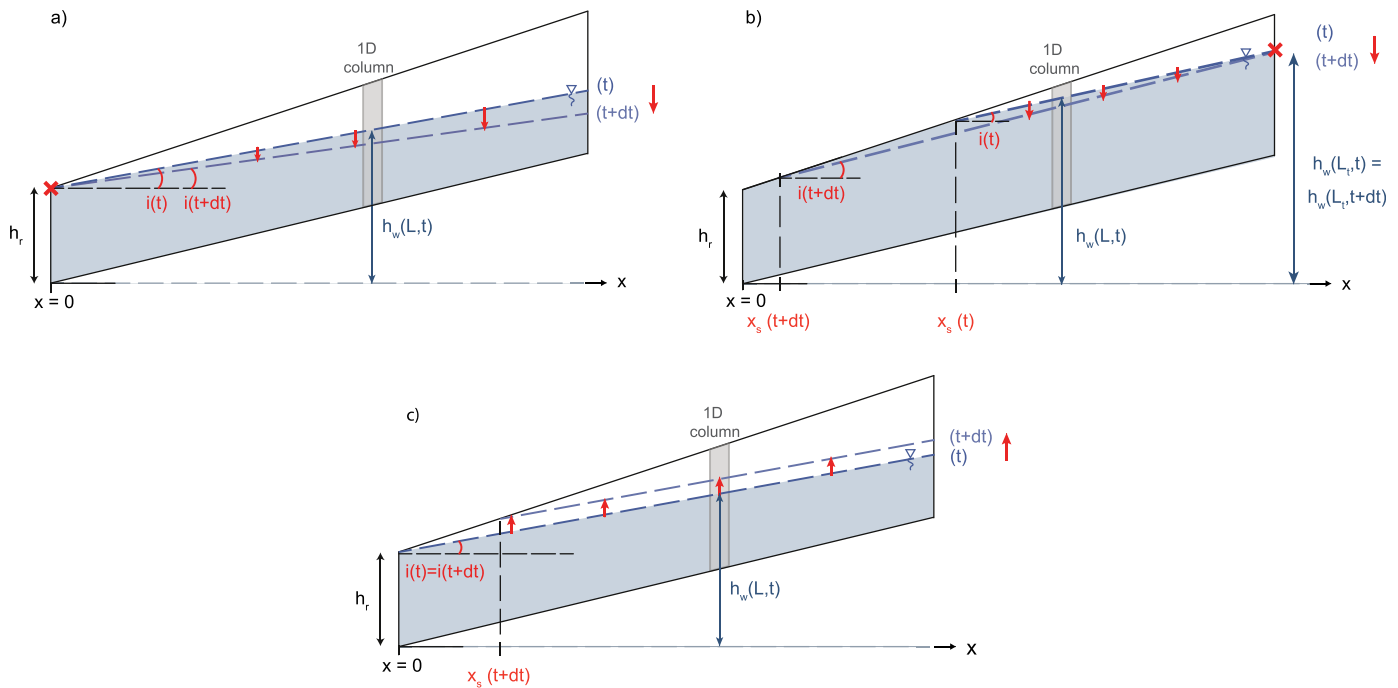 a)
1D
column
(t)
(t+dt)
i(t)
i(t+dt)
h_r
h_w(L,t)
x = 0
x
b)
1D
column
(t)
(t+dt)
i(t)
i(t+dt)
h_r
h_w(L,t)
h_w(L_t,t) =
h_w(L_t,t+dt)
x = 0
x
x_s (t+dt)
x_s (t)
c)
1D
column
(t+dt)
(t)
i(t)=i(t+dt)
h_r
h_w(L,t)
x = 0
x
x_s (t+dt)